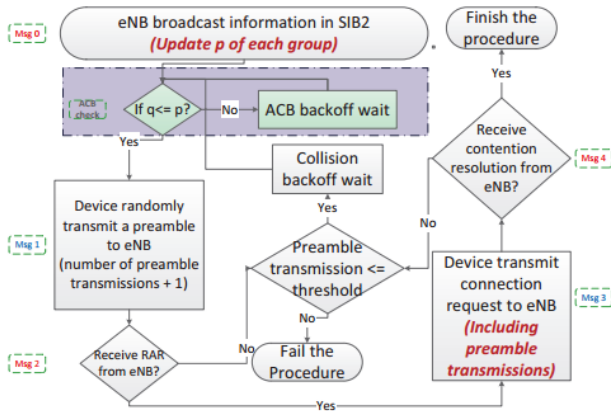 Msg 0
eNB broadcast information in SIB2
(Update p of each group)
Finish the
procedure
Yes
ACB
check
If q<= p?
No
ACB backoff wait
Yes
Collision
backoff wait
Receive
contention
resolution from
eNB?
Msg 4
Yes
No
Msg 1
Device randomly
transmit a preamble
to eNB
(number of preamble
transmissions + 1)
Preamble
transmission <=
threshold
Device transmit
connection
request to eNB
(Including
preamble
transmissions)
Msg 3
No
No
Msg 2
Receive RAR
from eNB?
Fail the
Procedure
Yes